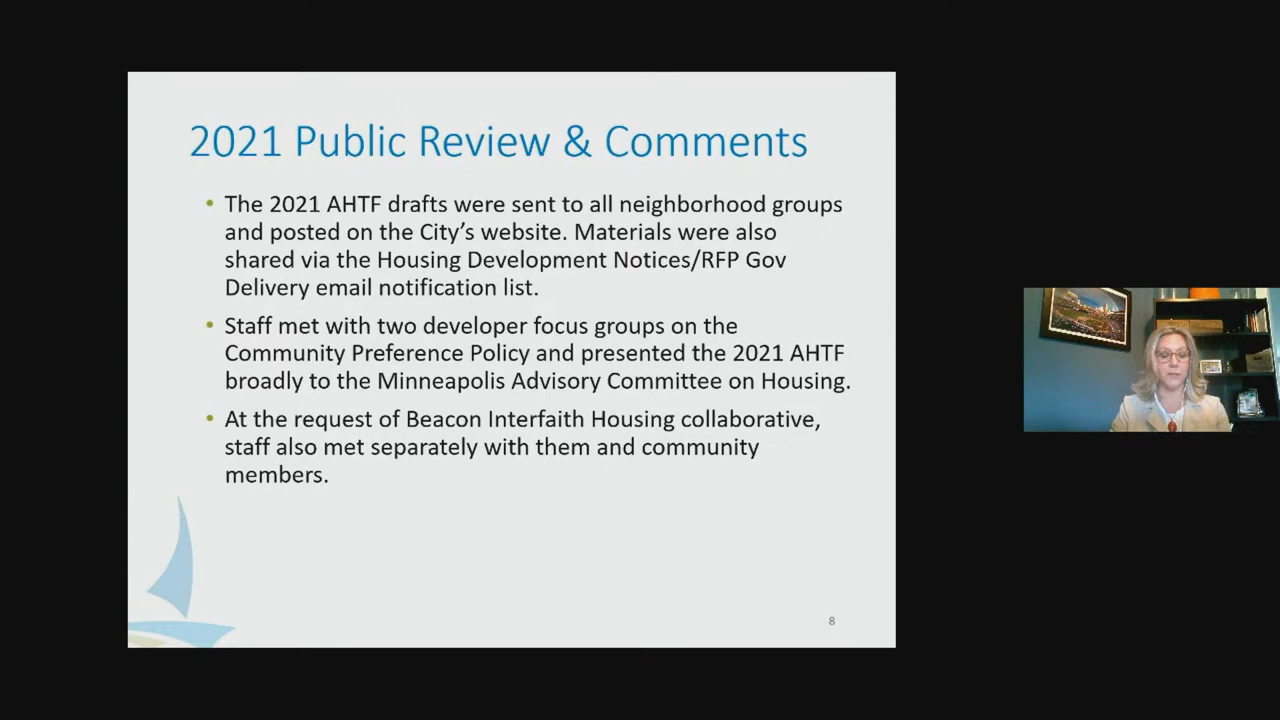 2021 Public Review & Comments
• The 2021 AHTF drafts were sent to all neighborhood groups
and posted on the City’s website. Materials were also
shared via the Housing Development Notices/RFP Gov
Delivery email notification list.
• Staff met with two developer focus groups on the
Community Preference Policy and presented the 2021 AHTF
broadly to the Minneapolis Advisory Committee on Housing.
• At the request of Beacon Interfaith Housing collaborative,
staff also met separately with them and community
members.
8